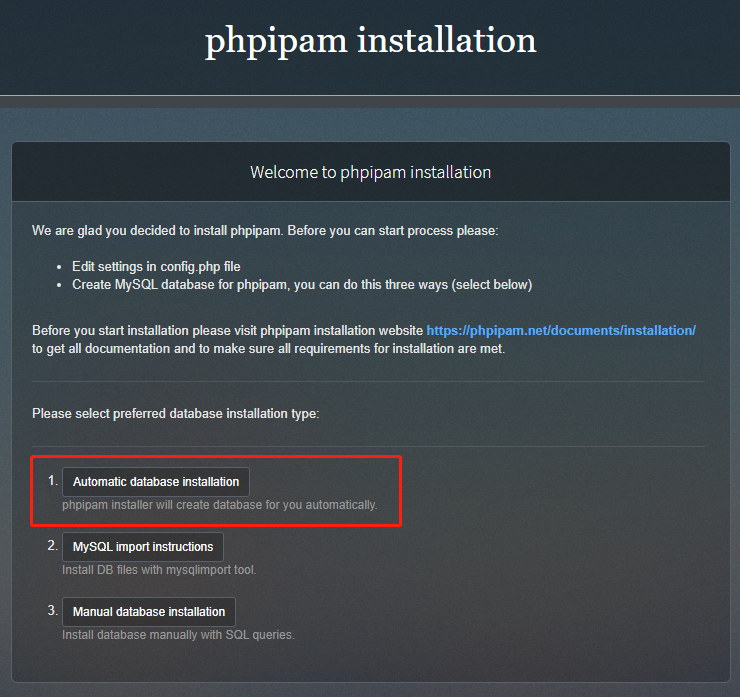 phpipam installation
Welcome to phpipam installation
We are glad you decided to install phpipam. Before you can start process please:
• Edit settings in config.php file
• Create MySQL database for phpipam, you can do this three ways (select below)
Before you start installation please visit phpipam installation website https://phpipam.net/documents/installation/
to get all documentation and to make sure all requirements for installation are met.
Please select preferred database installation type:
1. Automatic database installation
phpipam installer will create database for you automatically.
2. MySQL import instructions
Install DB files with mysqlimport tool.
3. Manual database installation
Install database manually with SQL queries.